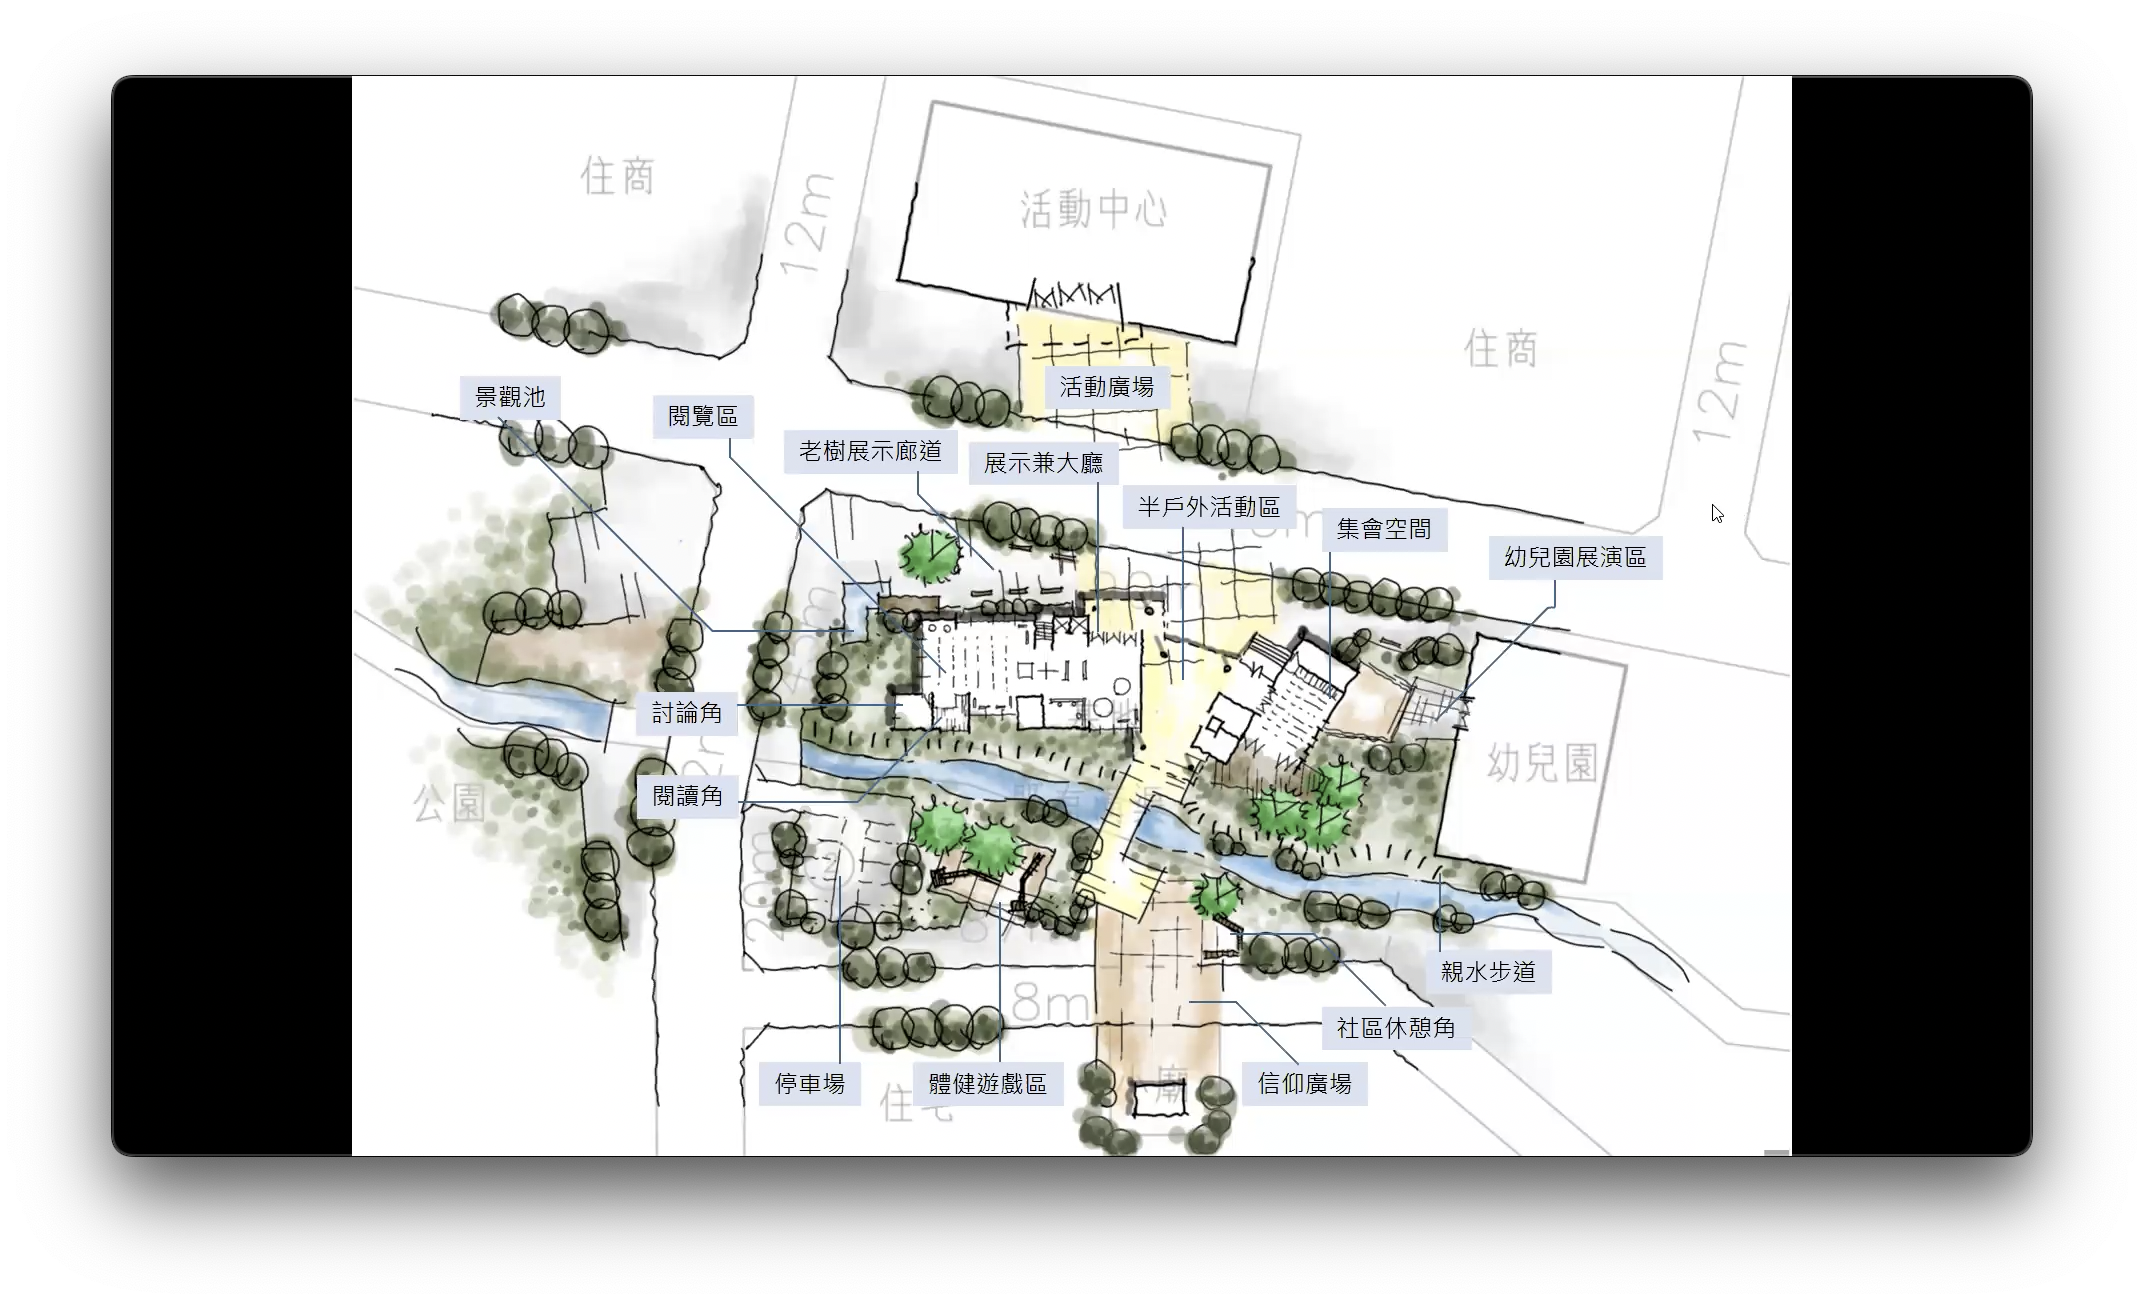 住商
12m
活動中心
住商
12m
景觀池
閱覽區
活動廣場
老樹展示廊道
展示兼大廳
半戶外活動區
集會空間
幼兒園展演區
討論角
閱讀角
公園
幼兒園
20m
8m
親水步道
社區休憩角
停車場
體健遊戲區
信仰廣場
住宅
廟